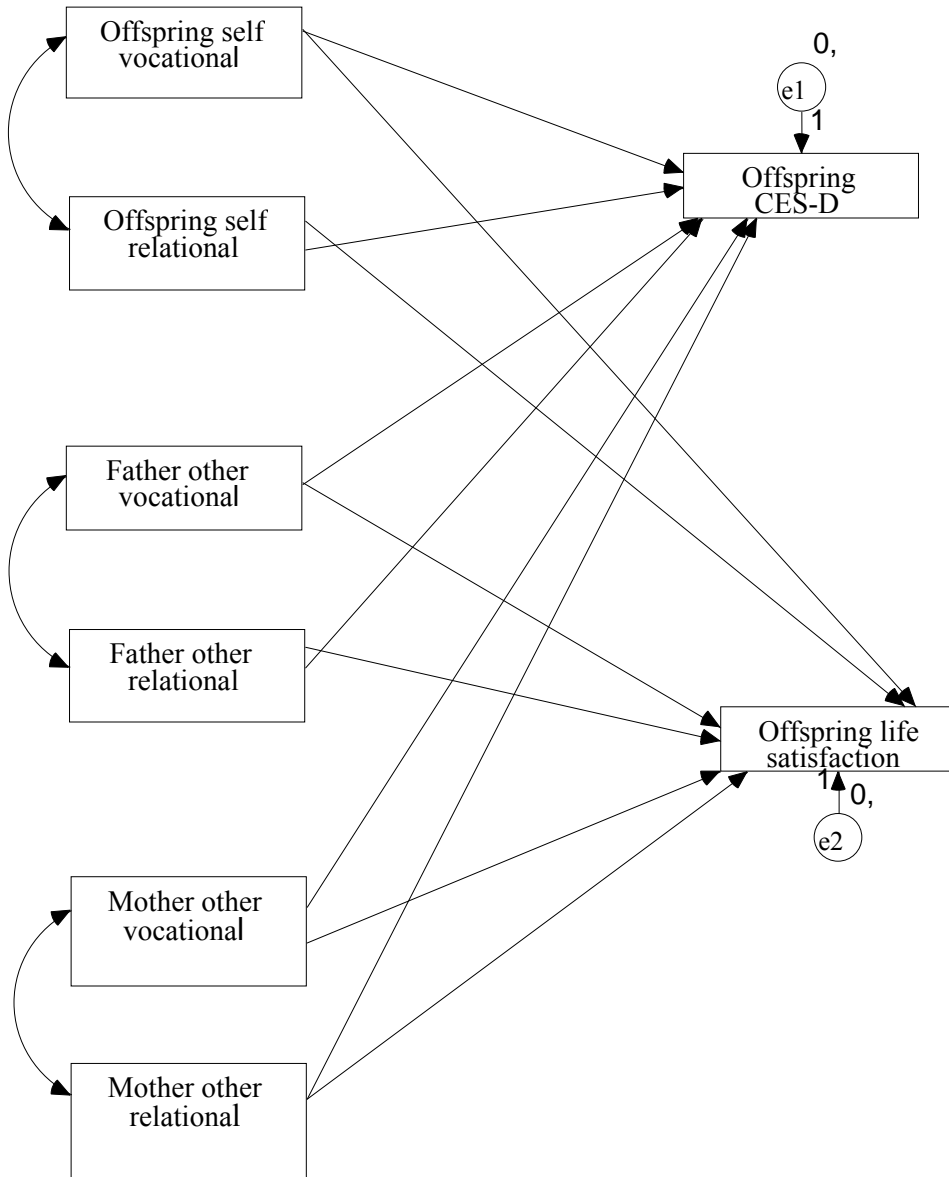 Offspring self
vocational
0,
e1
1
Offspring
CES-D
Offspring self
relational
Father other
vocational
Father other
relational
Offspring life
satisfaction
1
0,
e2
Mother other
vocational
Mother other
relational